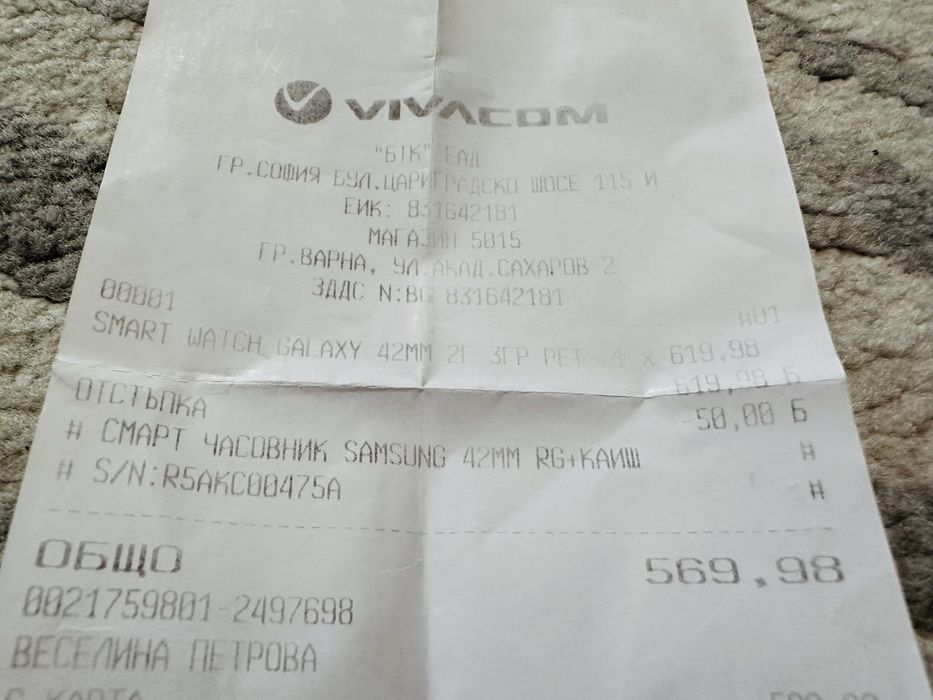 VIVACOM
"БТК" ЕАД
ГР.СОФИЯ БУЛ.ЦАРИГРАДСКО ШОСЕ 115 И
ЕИК: 831642181
МАГАЗИН 5015
ГР.ВАРНА, УЛ.АКАД.САХАРОВ 2
ЗДДС N:BG 831642181
00001 #01
SMART WATCH GALAXY 42MM 2Г 3ГР РЕТ 1 X 619,98
619,98 Б
ОТСТЪПКА -50,00 Б
# СМАРТ ЧАСОВНИК SAMSUNG 42MM RG+КАИШ #
# S/N:R5AKC00475A #
ОБЩО 569,98
0021759801-2497698
ВЕСЕЛИНА ПЕТРОВА
С КАРТА